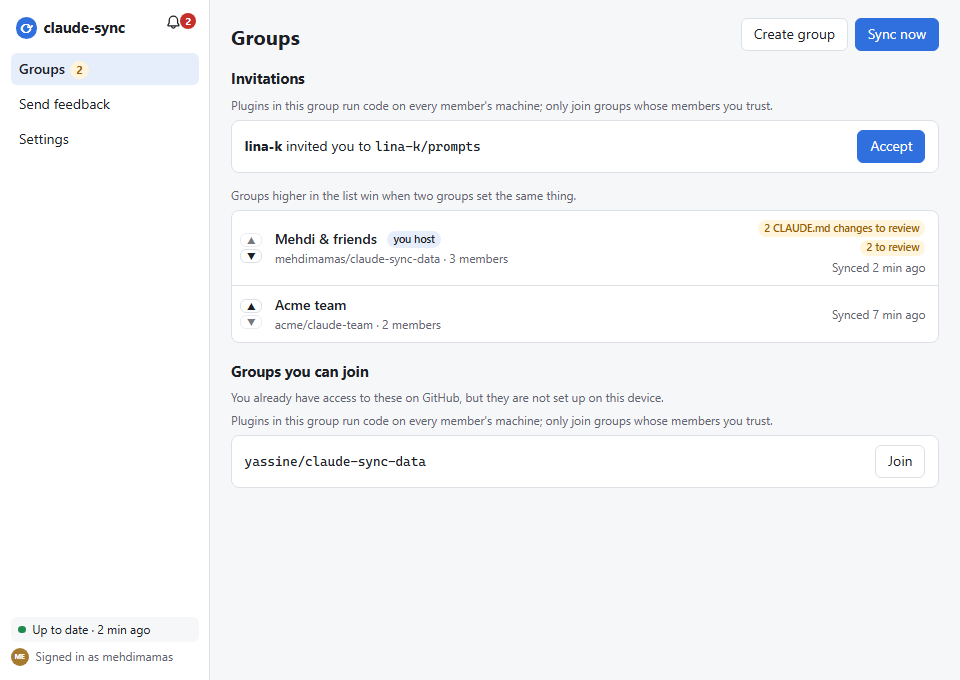 claude-sync
2
Groups 2
Send feedback
Settings
Up to date · 2 min ago
ME Signed in as mehdimamas
Groups
Create group
Sync now
Invitations
Plugins in this group run code on every member's machine; only join groups whose members you trust.
lina-k invited you to lina-k/prompts
Accept
Groups higher in the list win when two groups set the same thing.
Mehdi & friends you host
mehdimamas/claude-sync-data · 3 members
2 CLAUDE.md changes to review
2 to review
Synced 2 min ago
Acme team
acme/claude-team · 2 members
Synced 7 min ago
Groups you can join
You already have access to these on GitHub, but they are not set up on this device.
Plugins in this group run code on every member's machine; only join groups whose members you trust.
yassine/claude-sync-data
Join